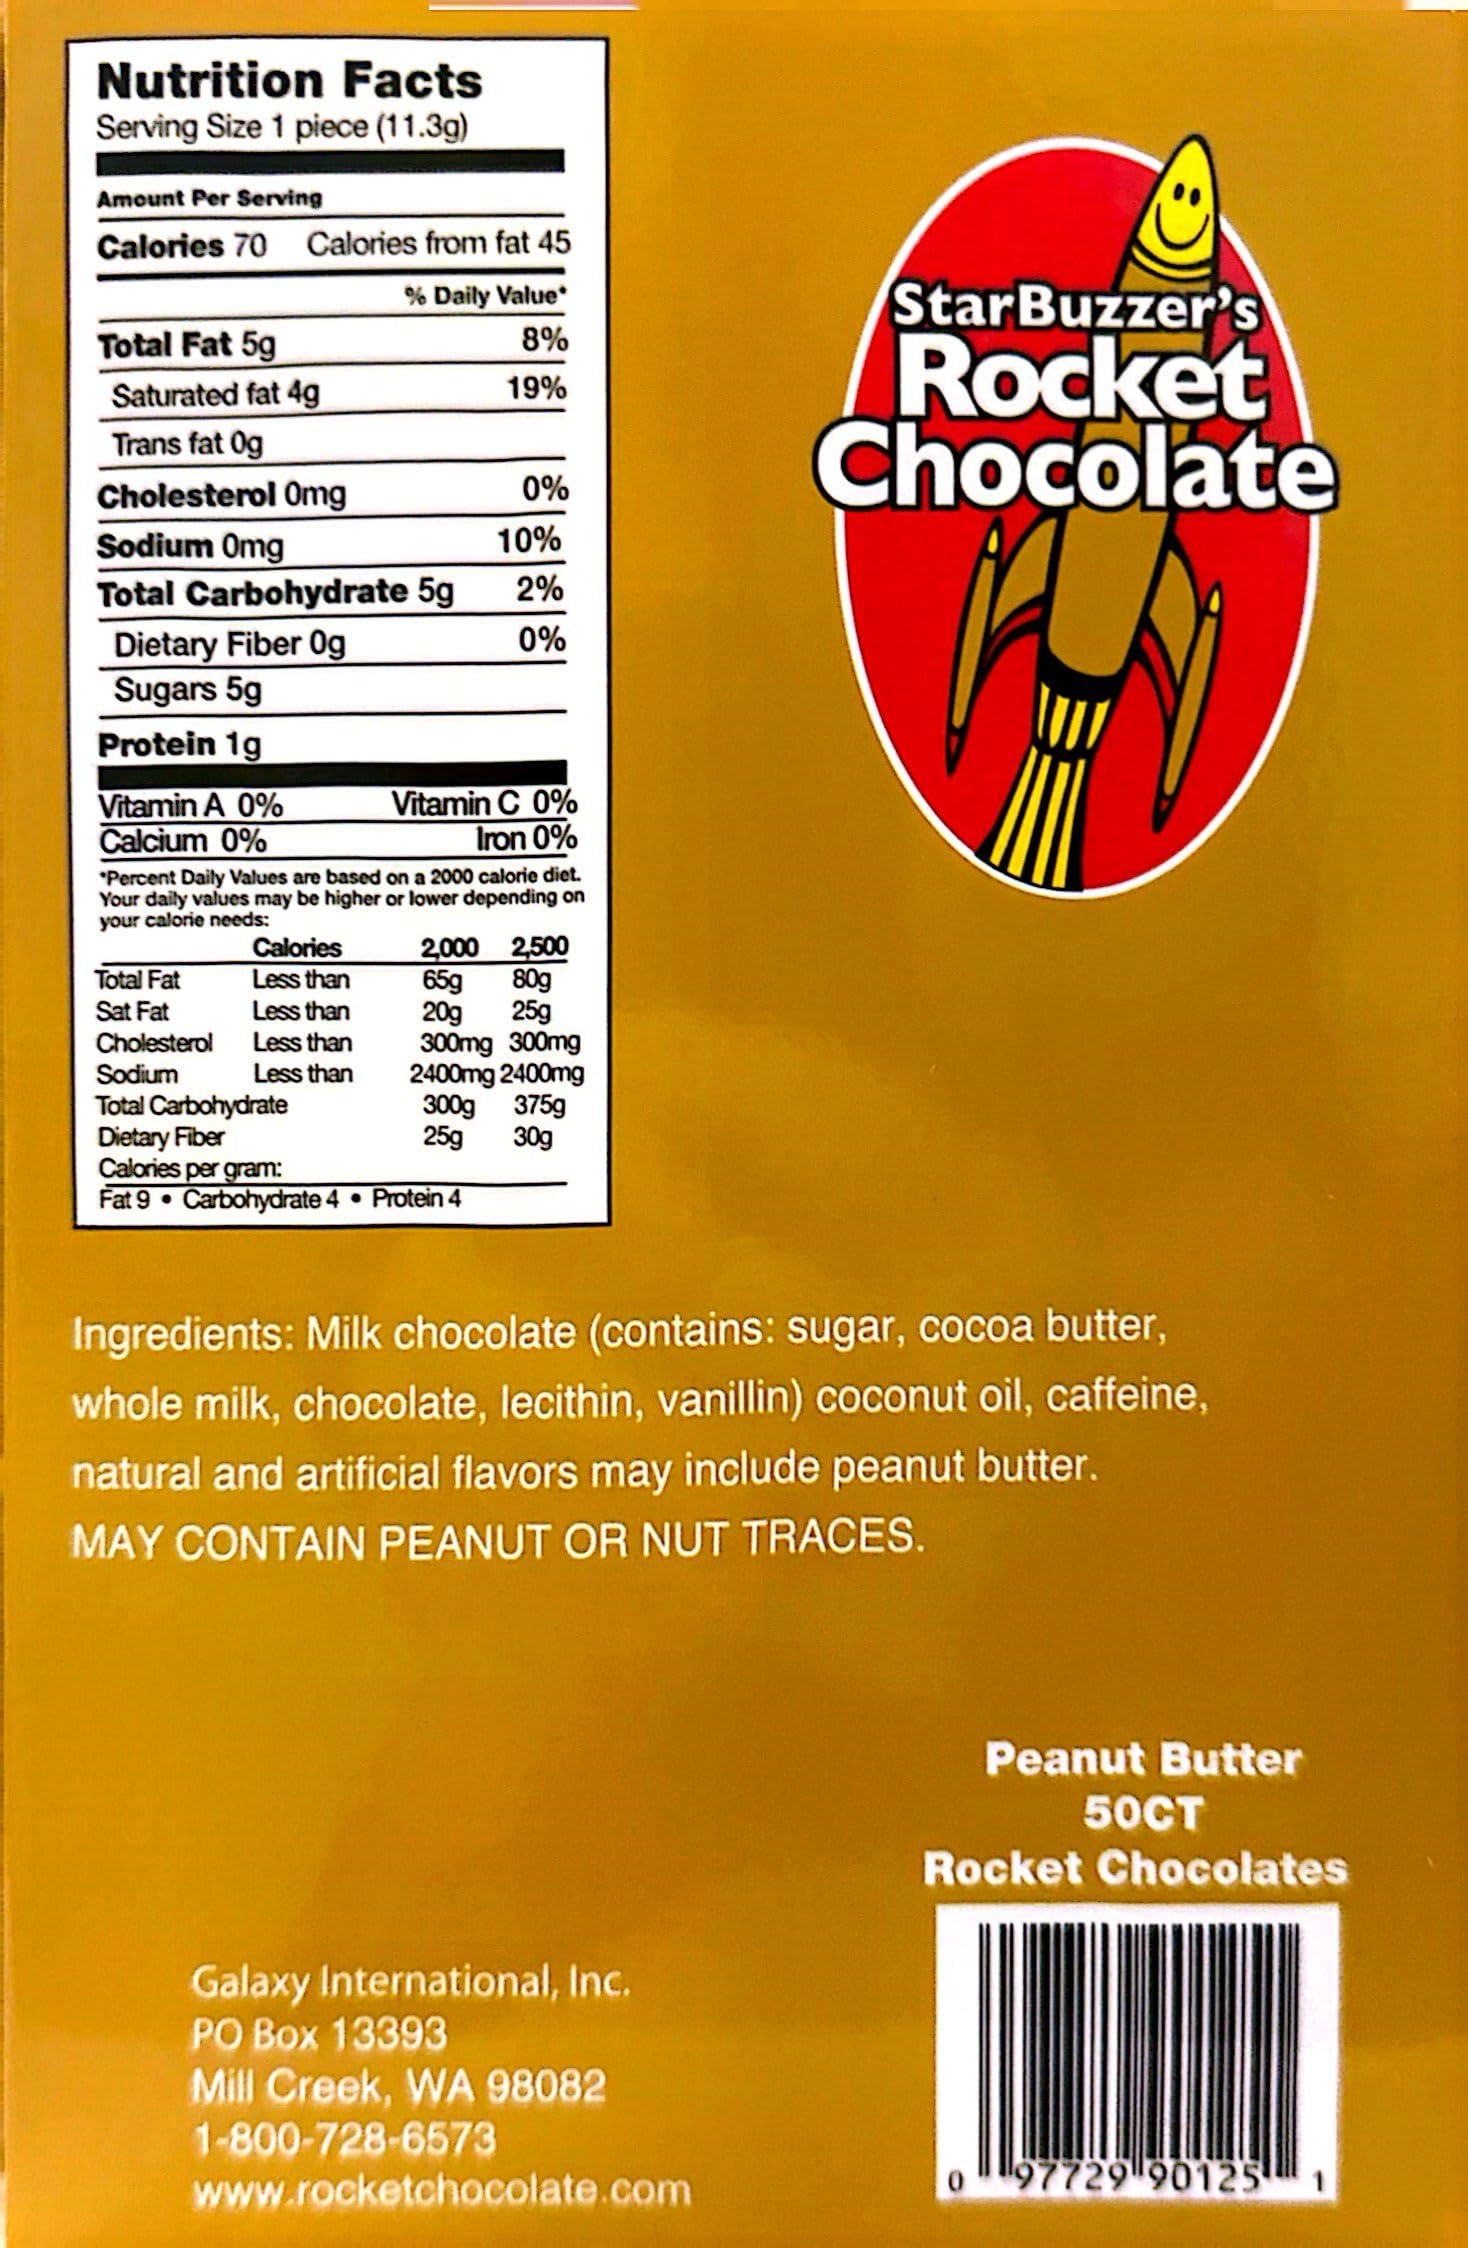 Nutrition Facts
Serving Size 1 piece (11.3g)
Amount Per Serving
Calories 70 Calories from fat 45
% Daily Value*
Total Fat 5g 8%
Saturated fat 4g 19%
Trans fat 0g
Cholesterol 0mg 0%
Sodium 0mg 10%
Total Carbohydrate 5g 2%
Dietary Fiber 0g 0%
Sugars 5g
Protein 1g
Vitamin A 0% Vitamin C 0%
Calcium 0% Iron 0%
*Percent Daily Values are based on a 2000 calorie diet.
Your daily values may be higher or lower depending on
your calorie needs:
Calories 2,000 2,500
Total Fat Less than 65g 80g
Sat Fat Less than 20g 25g
Cholesterol Less than 300mg 300mg
Sodium Less than 2400mg 2400mg
Total Carbohydrate 300g 375g
Dietary Fiber 25g 30g
Calories per gram:
Fat 9 • Carbohydrate 4 • Protein 4
StarBuzzer's
Rocket
Chocolate
Ingredients: Milk chocolate (contains: sugar, cocoa butter,
whole milk, chocolate, lecithin, vanillin) coconut oil, caffeine,
natural and artificial flavors may include peanut butter.
MAY CONTAIN PEANUT OR NUT TRACES.
Peanut Butter
50CT
Rocket Chocolates
Galaxy International, Inc.
PO Box 13393
Mill Creek, WA 98082
1-800-728-6573
www.rocketchocolate.com
0 97729 90125 1